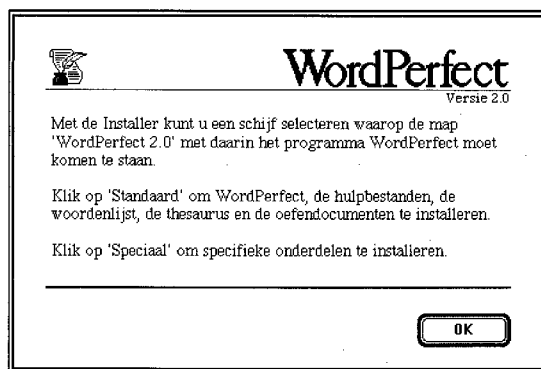 WordPerfect
Versie 2.0
Met de Installer kunt u een schijf selecteren waarop de map
'WordPerfect 2.0' met daarin het programma WordPerfect moet
komen te staan.
Klik op 'Standaard' om WordPerfect, de hulpbestanden, de
woordenlijst, de thesaurus en de oefendocumenten te installeren.
Klik op 'Speciaal' om specifieke onderdelen te installeren.
OK